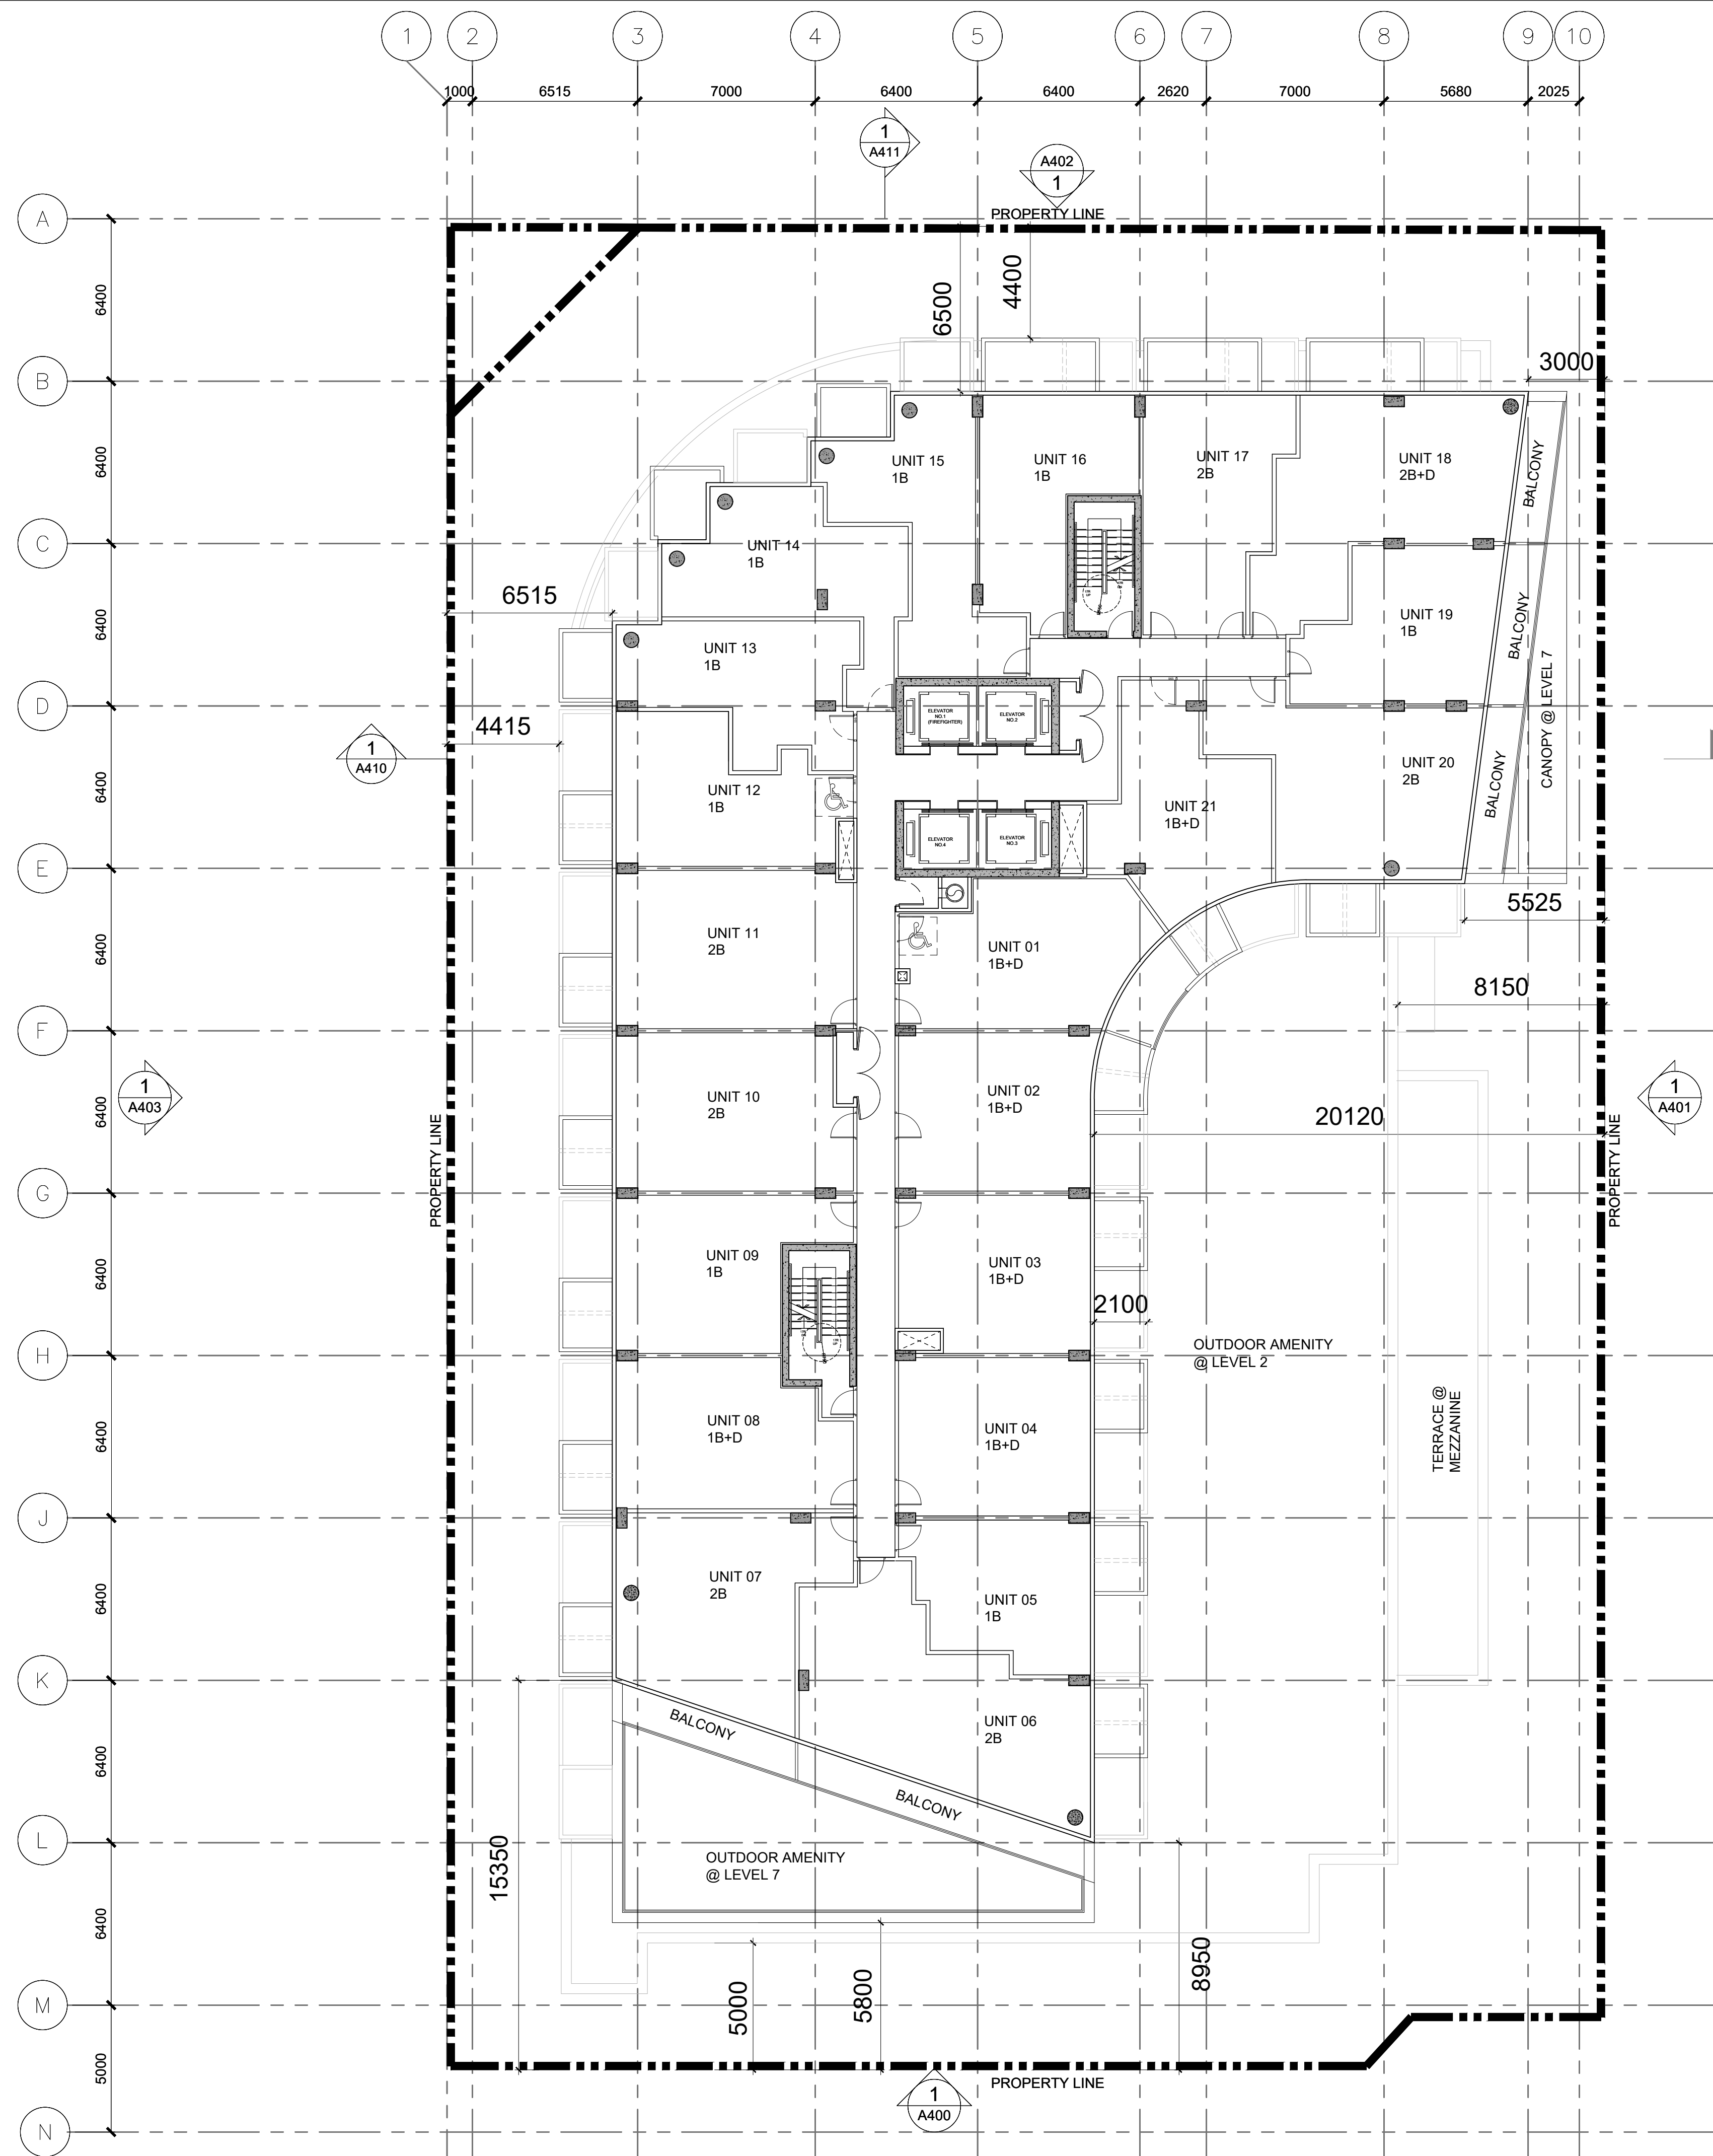 1
2
3
4
5
6
7
8
9
10
1000
6515
7000
6400
6400
2620
7000
5680
2025
1
A411
A402
1
PROPERTY LINE
A
6400
B
6400
C
6400
D
6400
E
6400
F
6400
G
6400
H
6400
J
6400
K
6400
L
6400
M
5000
N
6500
4400
3000
UNIT 15
1B
UNIT 16
1B
UNIT 17
2B
UNIT 18
2B+D
BALCONY
UNIT 14
1B
6515
UNIT 19
1B
BALCONY
UNIT 13
1B
CANOPY @ LEVEL 7
4415
1
A410
ELEVATOR
NO.1
(FIREFIGHTER)
ELEVATOR
NO.2
UNIT 12
1B
UNIT 20
2B
BALCONY
UNIT 21
1B+D
ELEVATOR
NO.4
ELEVATOR
NO.3
5525
UNIT 11
2B
UNIT 01
1B+D
8150
1
A403
UNIT 10
2B
UNIT 02
1B+D
1
A401
20120
PROPERTY LINE
PROPERTY LINE
UNIT 09
1B
UNIT 03
1B+D
2100
OUTDOOR AMENITY
@ LEVEL 2
UNIT 08
1B+D
UNIT 04
1B+D
TERRACE @
MEZZANINE
UNIT 07
2B
UNIT 05
1B
BALCONY
UNIT 06
2B
BALCONY
OUTDOOR AMENITY
@ LEVEL 7
15350
5000
5800
8950
PROPERTY LINE
1
A400